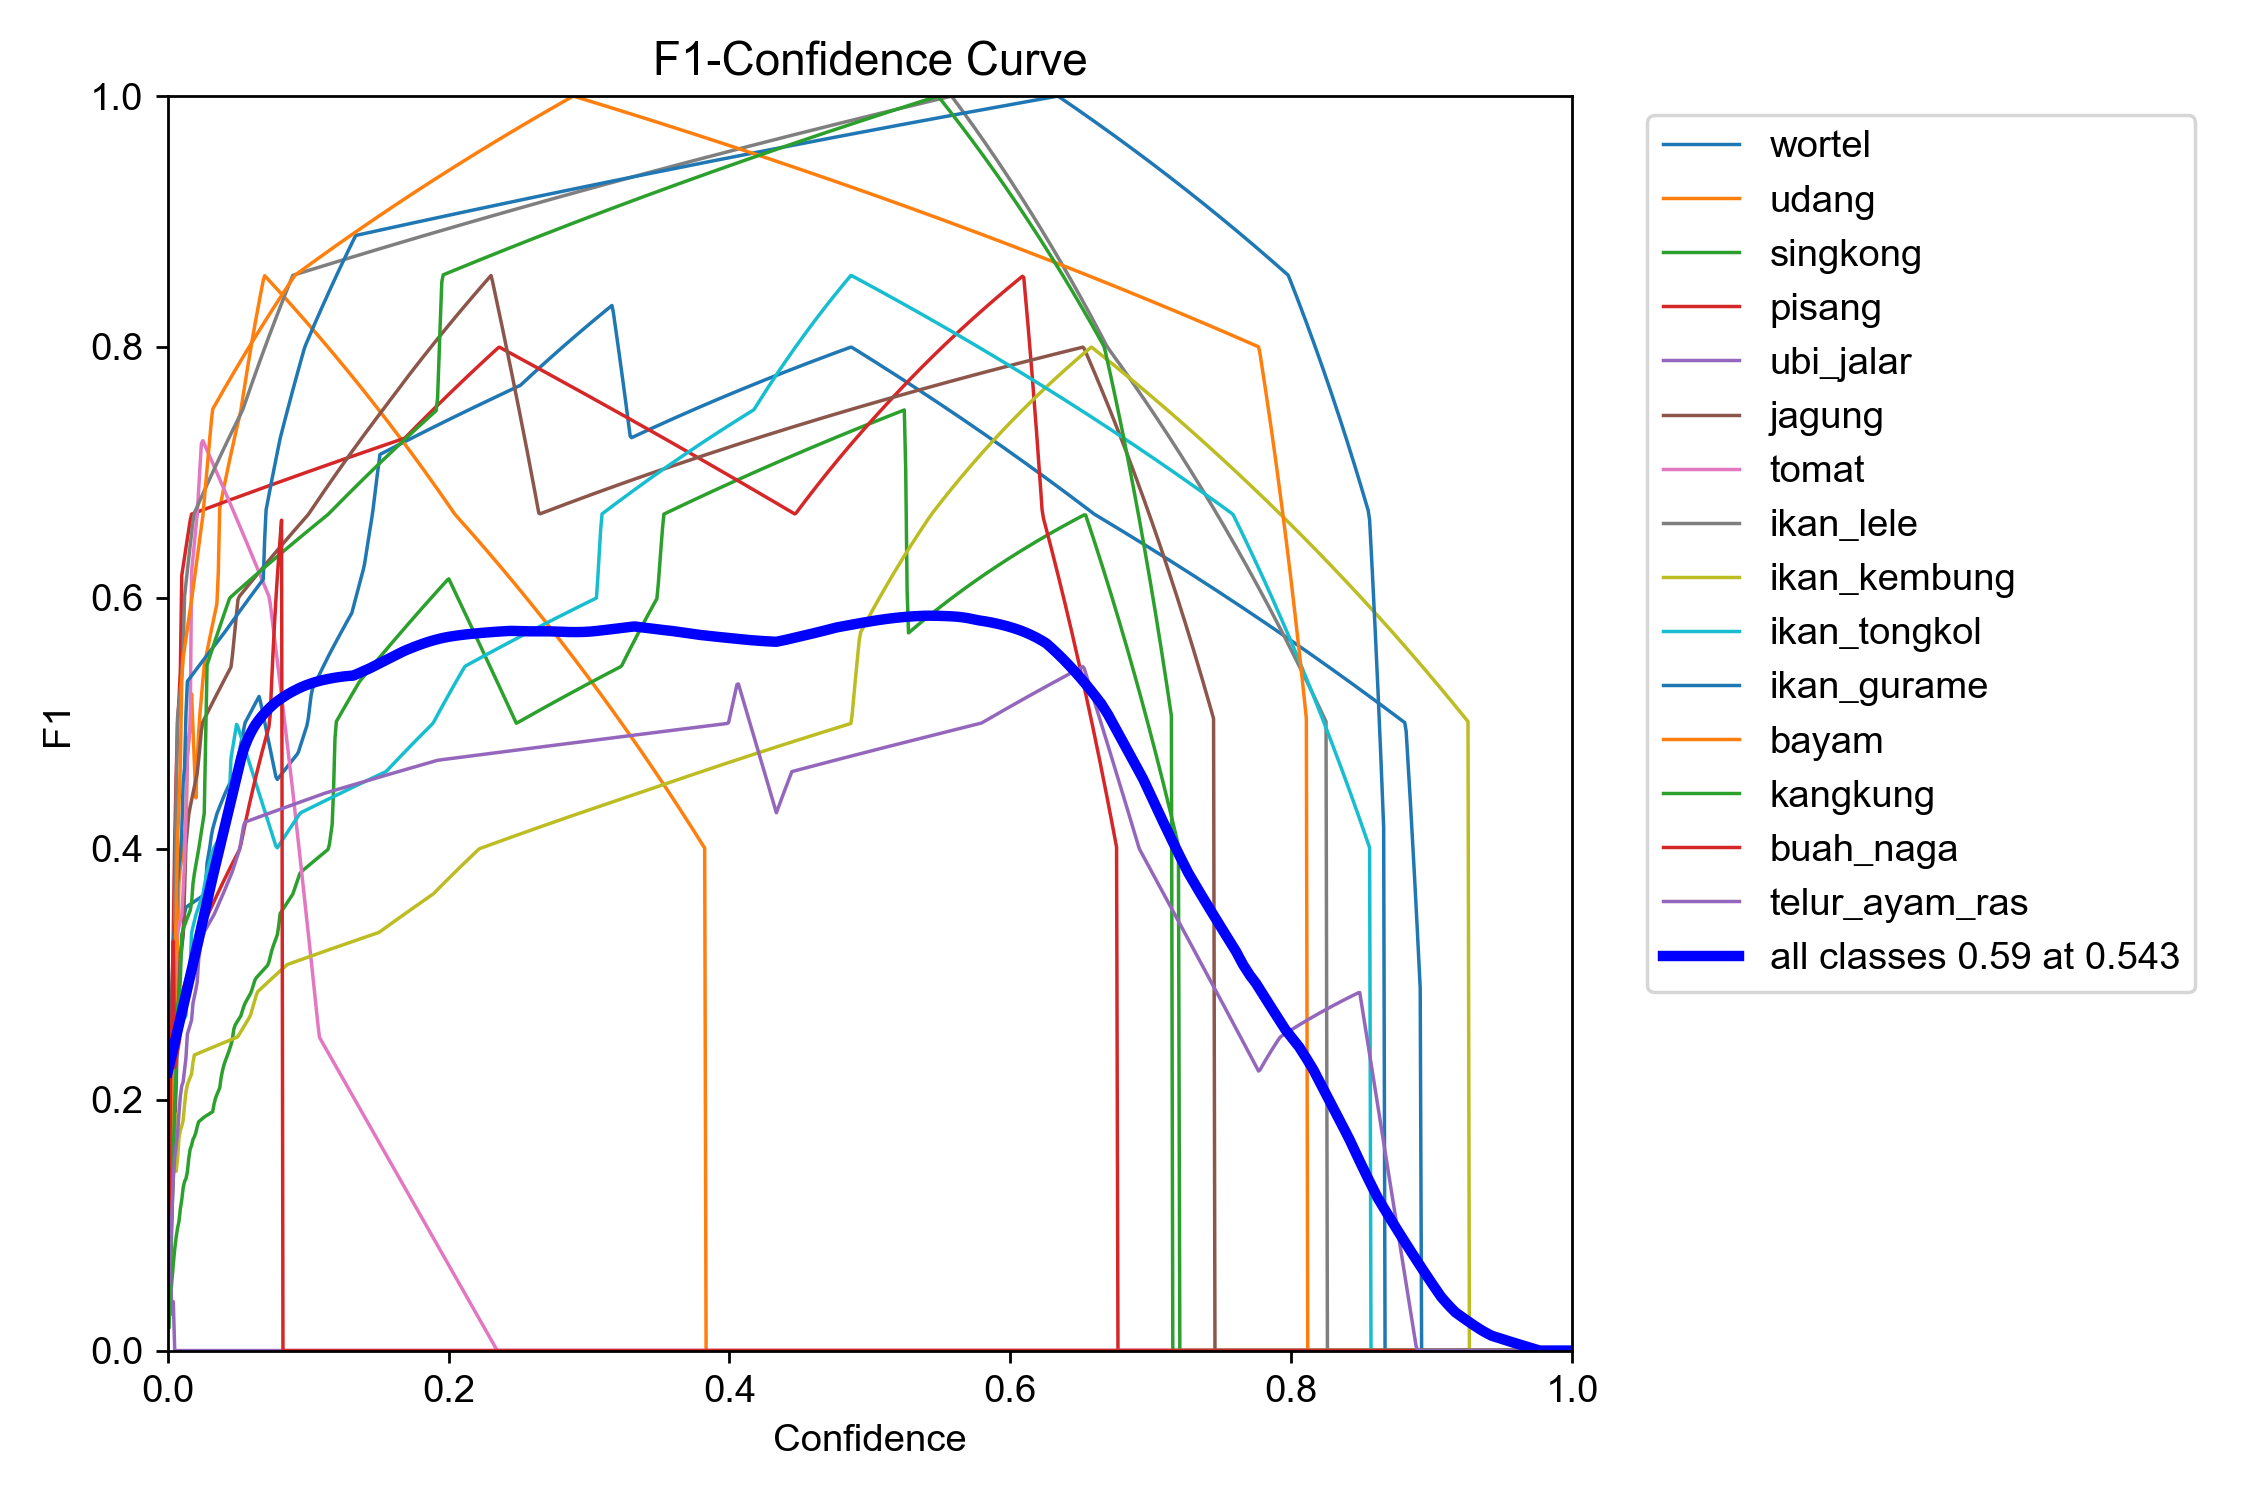 F1-Confidence Curve
1.0
0.8
0.6
0.4
0.2
0.0
F1
0.0 0.2 0.4 0.6 0.8 1.0
Confidence
wortel
udang
singkong
pisang
ubi_jalar
jagung
tomat
ikan_lele
ikan_kembung
ikan_tongkol
ikan_gurame
bayam
kangkung
buah_naga
telur_ayam_ras
all classes 0.59 at 0.543